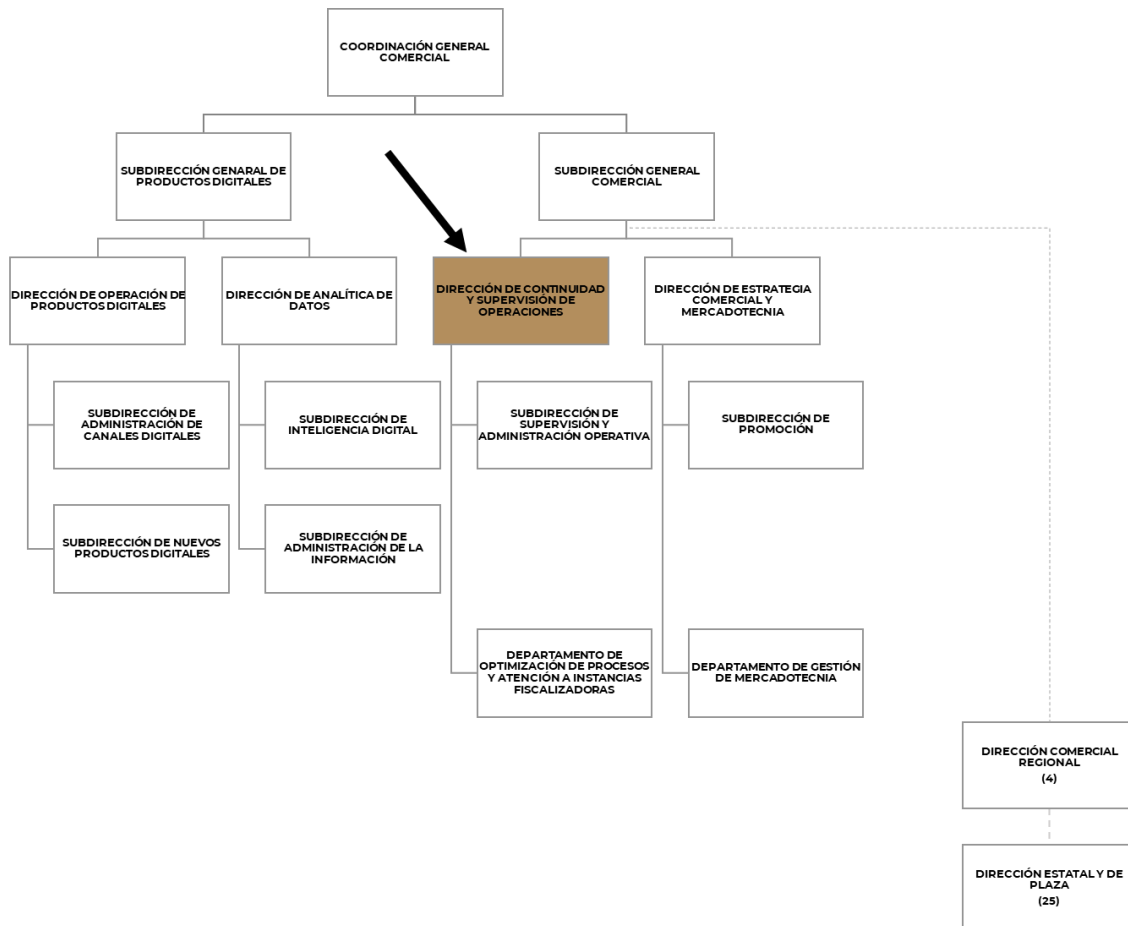 COORDINACIÓN GENERAL
COMERCIAL
SUBDIRECCIÓN GENARAL DE
PRODUCTOS DIGITALES
SUBDIRECCIÓN GENERAL
COMERCIAL
DIRECCIÓN DE OPERACIÓN DE
PRODUCTOS DIGITALES
DIRECCIÓN DE ANALÍTICA DE
DATOS
DIRECCIÓN DE CONTINUIDAD
Y SUPERVISIÓN DE
OPERACIONES
DIRECCIÓN DE ESTRATEGIA
COMERCIAL Y
MERCADOTECNIA
SUBDIRECCIÓN DE
ADMINISTRACIÓN DE
CANALES DIGITALES
SUBDIRECCIÓN DE
INTELIGENCIA DIGITAL
SUBDIRECCIÓN DE
SUPERVISIÓN Y
ADMINISTRACIÓN OPERATIVA
SUBDIRECCIÓN DE
PROMOCIÓN
SUBDIRECCIÓN DE NUEVOS
PRODUCTOS DIGITALES
SUBDIRECCIÓN DE
ADMINISTRACIÓN DE LA
INFORMACIÓN
DEPARTAMENTO DE
OPTIMIZACIÓN DE PROCESOS
Y ATENCIÓN A INSTANCIAS
FISCALIZADORAS
DEPARTAMENTO DE GESTIÓN
DE MERCADOTECNIA
DIRECCIÓN COMERCIAL
REGIONAL
(4)
DIRECCIÓN ESTATAL Y DE
PLAZA
(25)